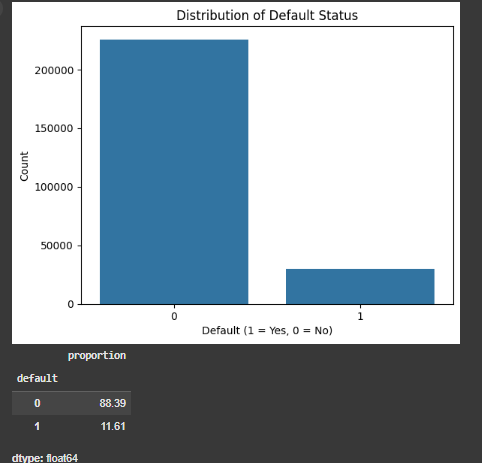 Distribution of Default Status
200000
150000
100000
50000
0
Count
0 1
Default (1 = Yes, 0 = No)
proportion
default
0 88.39
1 11.61
dtype: float64